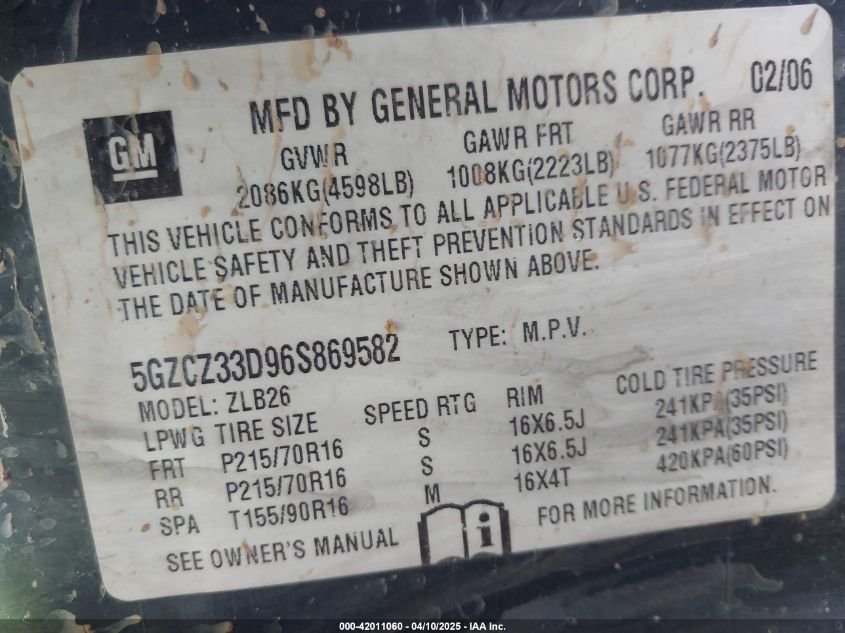 GM
MFD BY GENERAL MOTORS CORP. 02/06
GVWR GAWR FRT GAWR RR
2086KG(4598LB) 1008KG(2223LB) 1077KG(2375LB)
THIS VEHICLE CONFORMS TO ALL APPLICABLE U.S. FEDERAL MOTOR
VEHICLE SAFETY AND THEFT PREVENTION STANDARDS IN EFFECT ON
THE DATE OF MANUFACTURE SHOWN ABOVE.
5GZCZ33D96S869582 TYPE: M.P.V.
MODEL: ZLB26
LPWG TIRE SIZE SPEED RTG RIM COLD TIRE PRESSURE
FRT P215/70R16 S 16X6.5J 241KPA(35PSI)
RR P215/70R16 S 16X6.5J 241KPA(35PSI)
SPA T155/90R16 M 16X4T 420KPA(60PSI)
SEE OWNER'S MANUAL i FOR MORE INFORMATION.
000-42011060 - 04/10/2025 - IAA Inc.